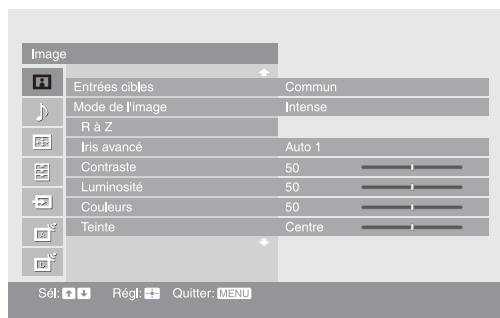 Image
Entrées cibles Commun
Mode de l'image Intense
R à Z
Iris avancé Auto 1
Contraste 50
Luminosité 50
Couleurs 50
Teinte Centre
Sél: Régl: Quitter: MENU